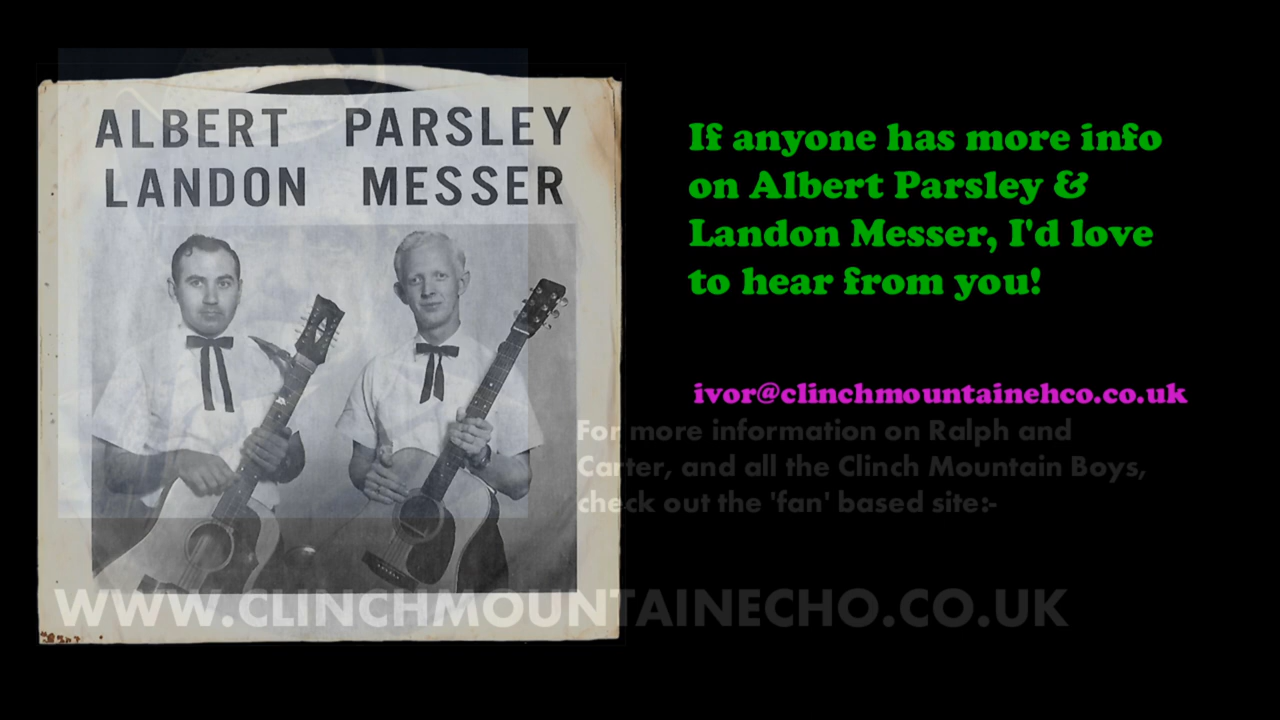 ALBERT PARSLEY
LANDON MESSER
If anyone has more info
on Albert Parsley &
Landon Messer, I'd love
to hear from you!
ivor@clinchmountainehco.co.uk
For more information on Ralph and
Carter, and all the Clinch Mountain Boys,
check out the 'fan' based site:-
WWW.CLINCHMOUNTAINECHO.CO.UK